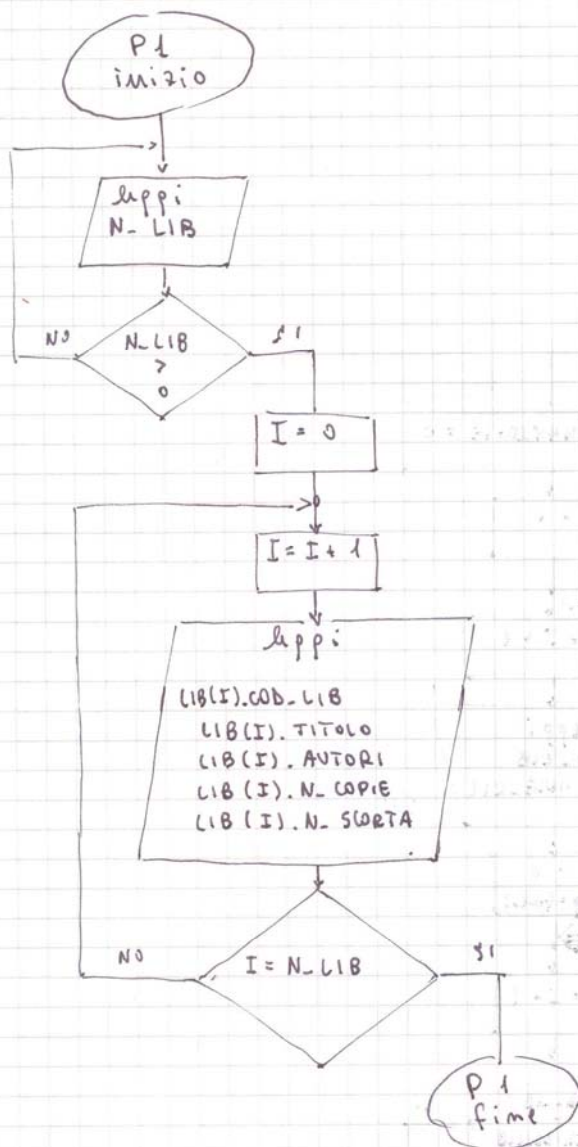 P1
inizio
leggi
N_LIB
NO
N_LIB
>
0
SI
I = 0
I = I + 1
leggi
LIB(I).COD_LIB
LIB(I).TITOLO
LIB(I).AUTORI
LIB(I).N_COPIE
LIB(I).N_SCORTA
NO
I = N_LIB
SI
P1
fine